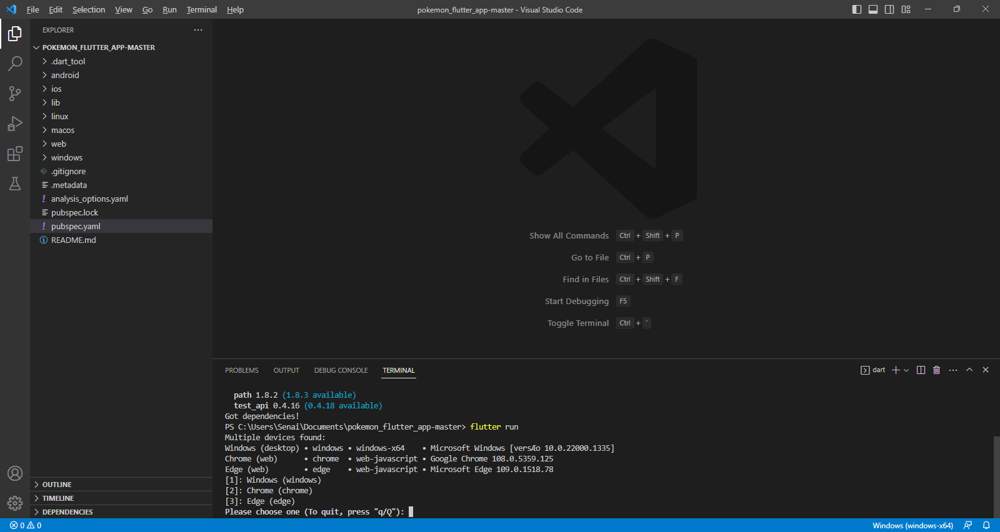 File Edit Selection View Go Run Terminal Help
pokemon_flutter_app-master - Visual Studio Code
EXPLORER
POKEMON_FLUTTER_APP-MASTER
.dart_tool
android
ios
lib
linux
macos
web
windows
.gitignore
.metadata
! analysis_options.yaml
pubspec.lock
! pubspec.yaml
README.md
OUTLINE
TIMELINE
DEPENDENCIES
Show All Commands Ctrl + Shift + P
Go to File Ctrl + P
Find in Files Ctrl + Shift + F
Start Debugging F5
Toggle Terminal Ctrl + `
PROBLEMS OUTPUT DEBUG CONSOLE TERMINAL
dart
path 1.8.2 (1.8.3 available)
test_api 0.4.16 (0.4.18 available)
Got dependencies!
PS C:\Users\Senai\Documents\pokemon_flutter_app-master> flutter run
Multiple devices found:
Windows (desktop) • windows • windows-x64 • Microsoft Windows [versÆo 10.0.22000.1335]
Chrome (web) • chrome • web-javascript • Google Chrome 108.0.5359.125
Edge (web) • edge • web-javascript • Microsoft Edge 109.0.1518.78
[1]: Windows (windows)
[2]: Chrome (chrome)
[3]: Edge (edge)
Please choose one (To quit, press "q/Q"):
0 0
Windows (windows-x64)